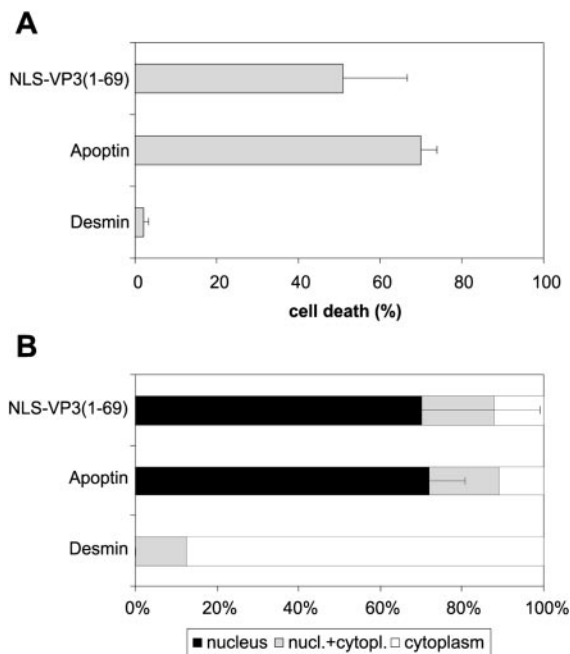 A
NLS-VP3(1-69)
Apoptin
Desmin
0 20 40 60 80 100
cell death (%)
B
NLS-VP3(1-69)
Apoptin
Desmin
0% 20% 40% 60% 80% 100%
nucleus nucl.+cytopl. cytoplasm